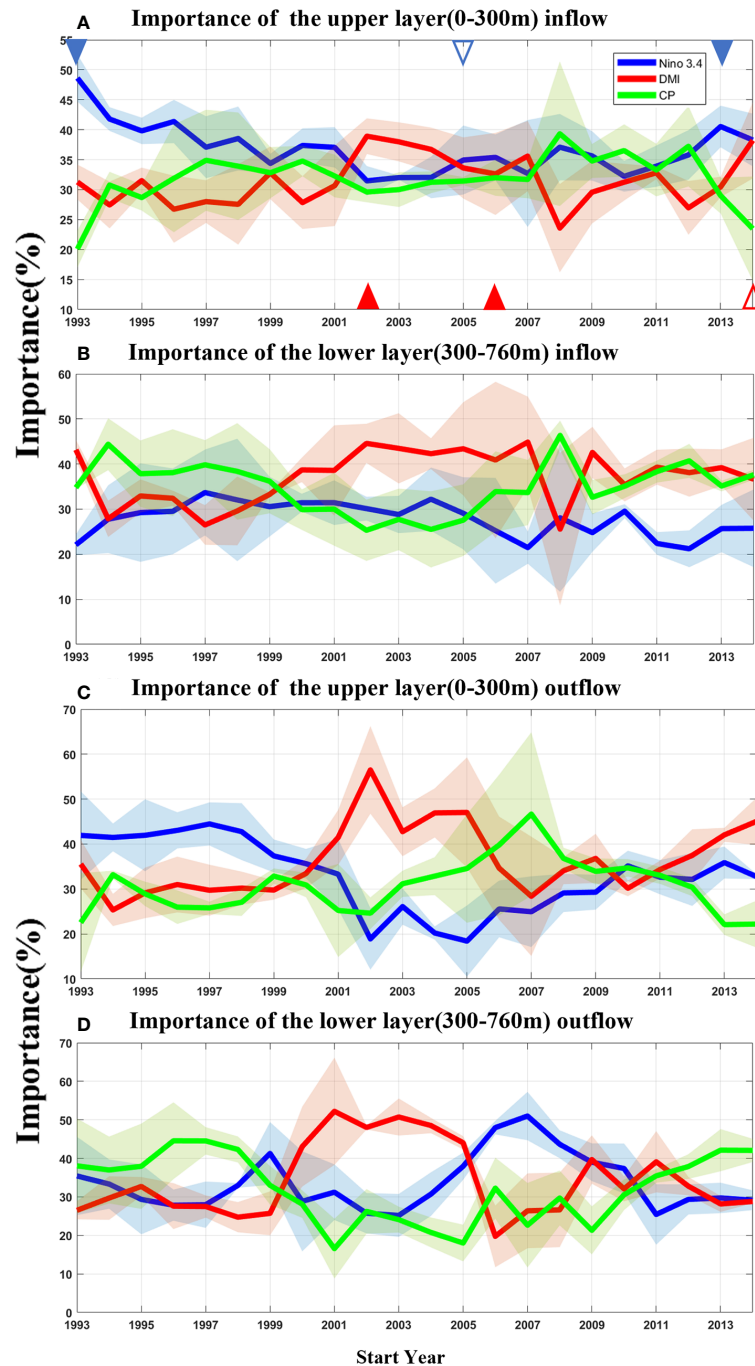 A Importance of the upper layer(0-300m) inflow
55
50
45
40
35
30
25
20
15
10
Nino 3.4
DMI
CP
1993 1995 1997 1999 2001 2003 2005 2007 2009 2011 2013
Importance(%)
B Importance of the lower layer(300-760m) inflow
60
50
40
30
20
10
0
1993 1995 1997 1999 2001 2003 2005 2007 2009 2011 2013
C Importance of the upper layer(0-300m) outflow
70
60
50
40
30
20
10
1993 1995 1997 1999 2001 2003 2005 2007 2009 2011 2013
Importance(%)
D Importance of the lower layer(300-760m) outflow
70
60
50
40
30
20
10
0
1993 1995 1997 1999 2001 2003 2005 2007 2009 2011 2013
Start Year